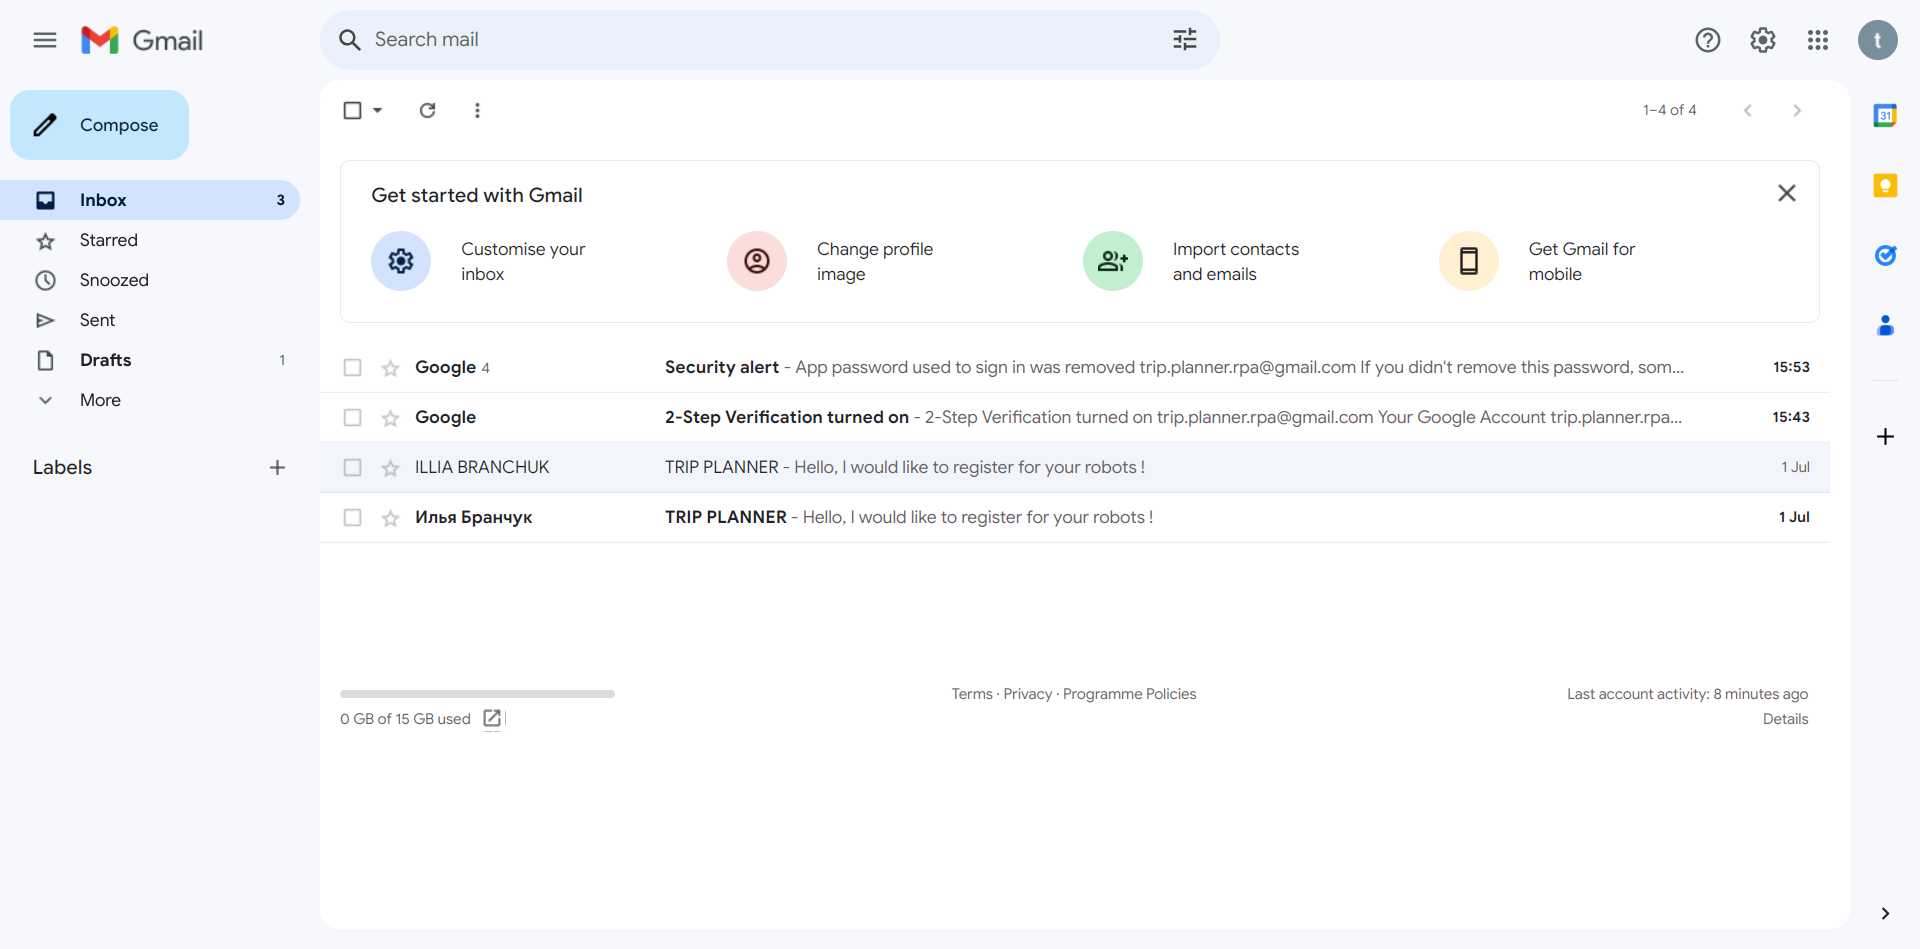 Gmail
Search mail
t
Compose
1–4 of 4
31
Inbox 3
Starred
Snoozed
Sent
Drafts 1
More
Labels
Get started with Gmail
Customise your
inbox
Change profile
image
Import contacts
and emails
Get Gmail for
mobile
Google 4 Security alert - App password used to sign in was removed trip.planner.rpa@gmail.com If you didn't remove this password, som... 15:53
Google 2-Step Verification turned on - 2-Step Verification turned on trip.planner.rpa@gmail.com Your Google Account trip.planner.rpa... 15:43
ILLIA BRANCHUK TRIP PLANNER - Hello, I would like to register for your robots ! 1 Jul
Илья Бранчук TRIP PLANNER - Hello, I would like to register for your robots ! 1 Jul
0 GB of 15 GB used
Terms · Privacy · Programme Policies
Last account activity: 8 minutes ago
Details